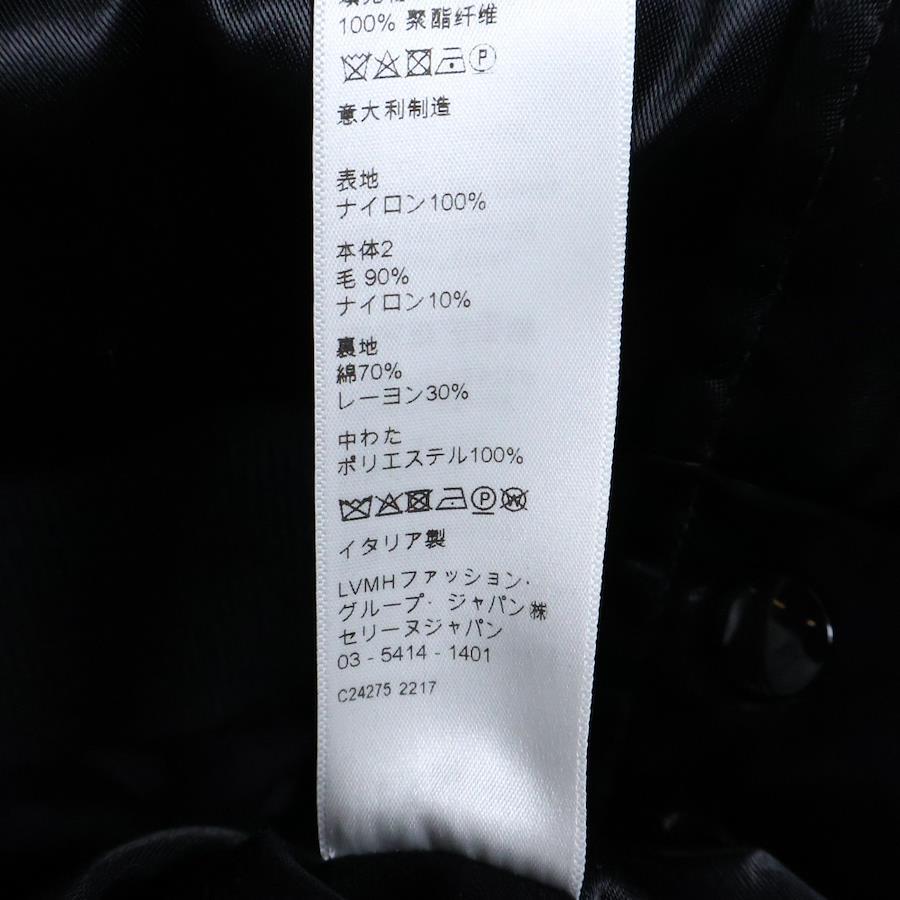 100% 聚酯纤维
意大利制造
表地
ナイロン100%
本体2
毛 90%
ナイロン10%
裏地
綿70%
レーヨン30%
中わた
ポリエステル100%
イタリア製
LVMHファッション・
グループ・ジャパン㈱
セリーヌジャパン
03 - 5414 - 1401
C24275 2217